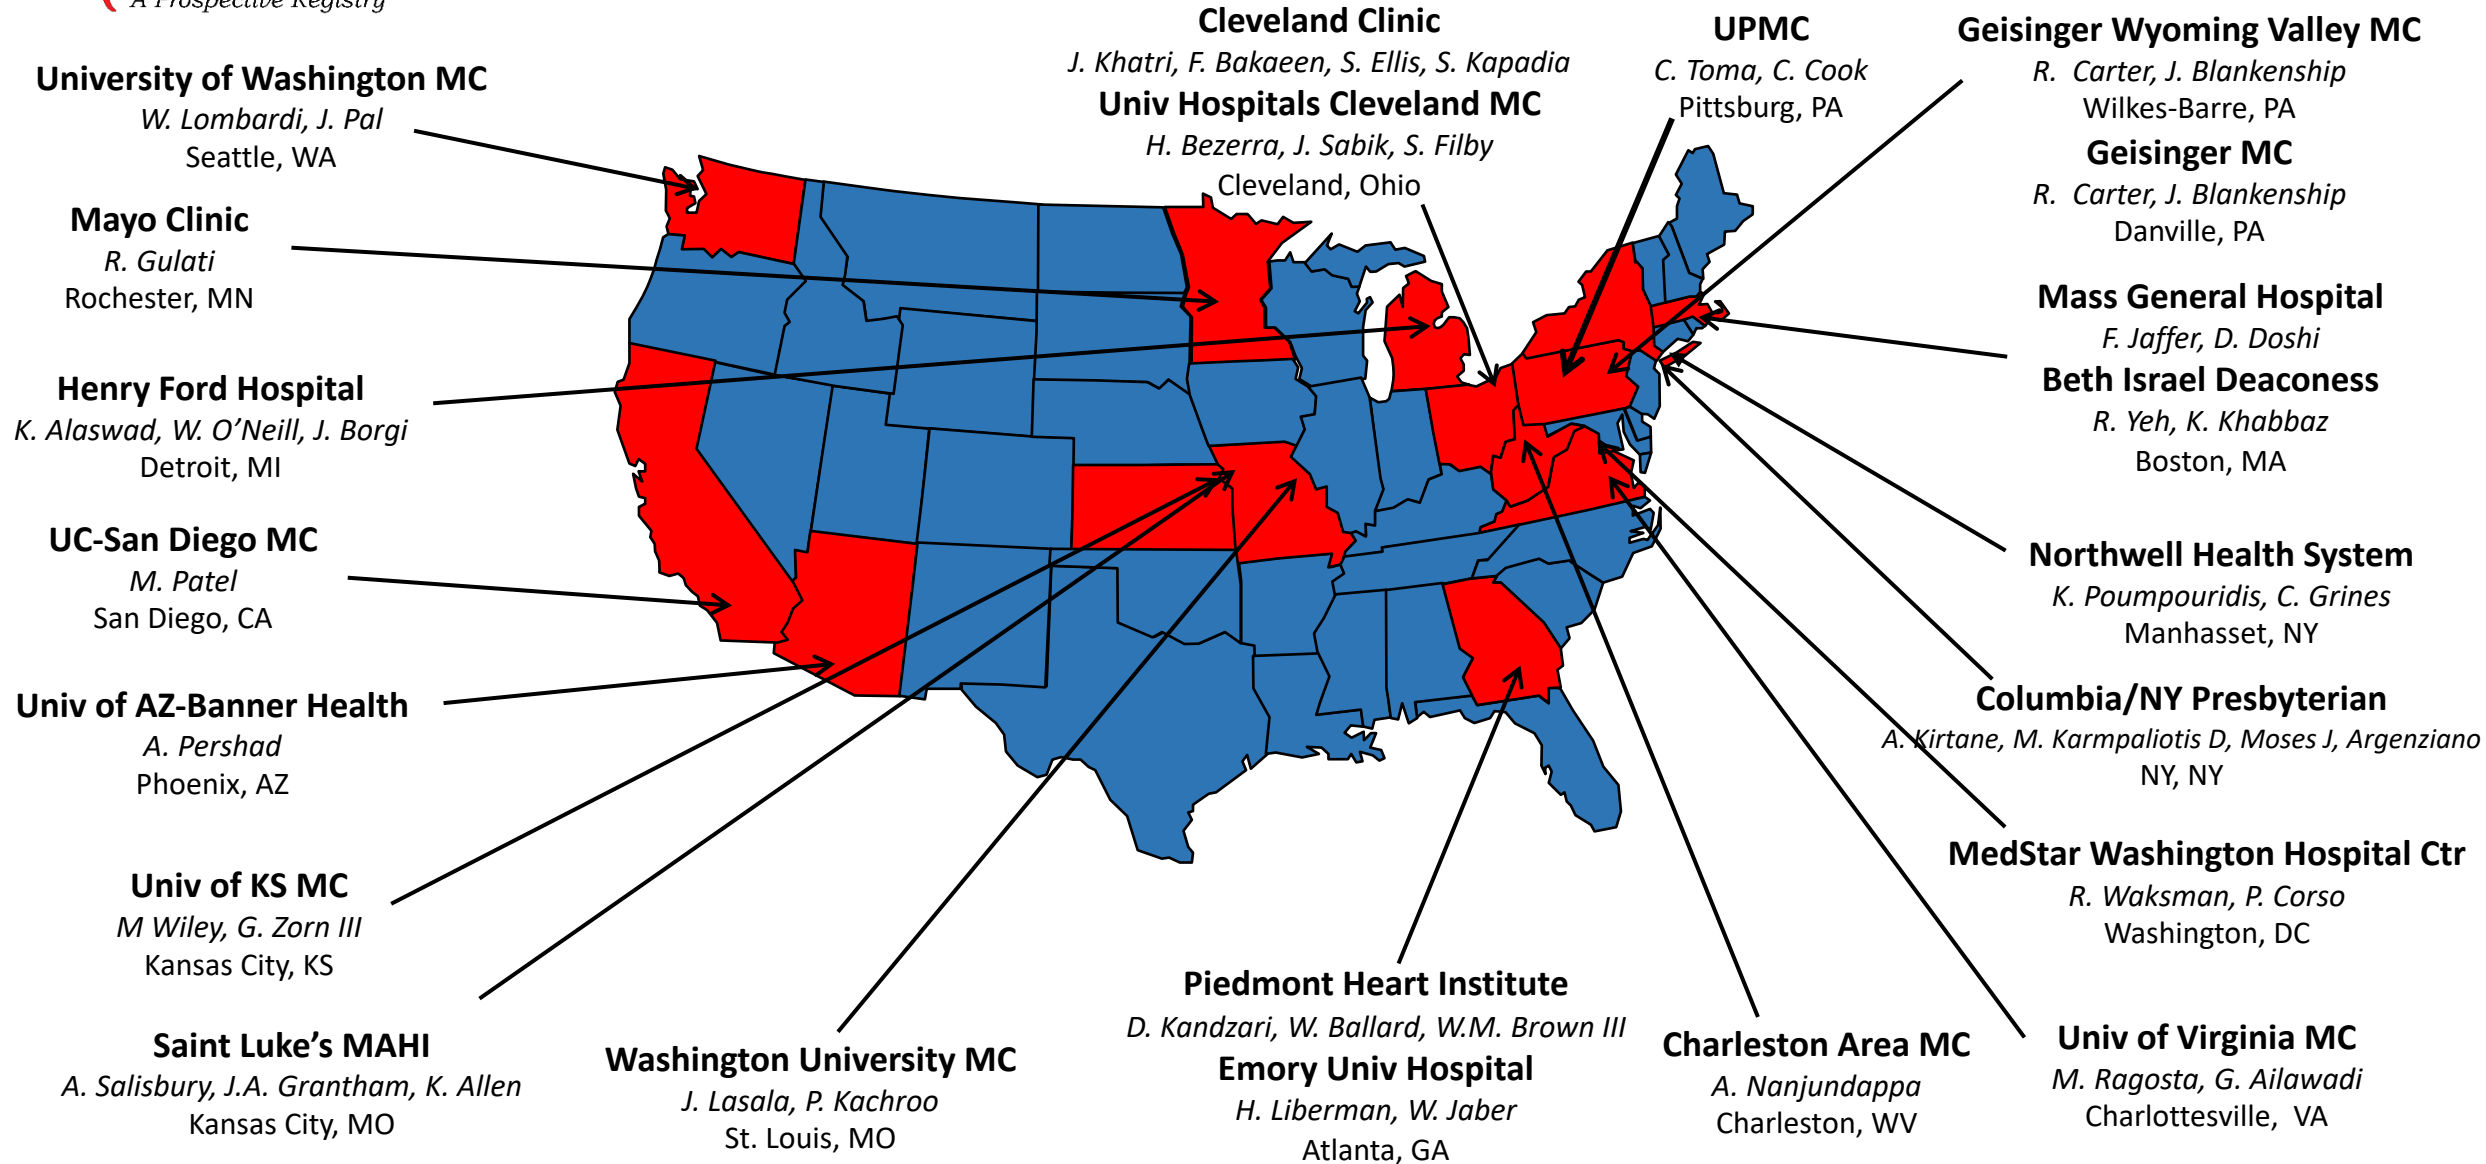 A Prospective Registry
University of Washington MC
W. Lombardi, J. Pal
Seattle, WA
Mayo Clinic
R. Gulati
Rochester, MN
Henry Ford Hospital
K. Alaswad, W. O’Neill, J. Borgi
Detroit, MI
UC-San Diego MC
M. Patel
San Diego, CA
Univ of AZ-Banner Health
A. Pershad
Phoenix, AZ
Univ of KS MC
M Wiley, G. Zorn III
Kansas City, KS
Saint Luke’s MAHI
A. Salisbury, J.A. Grantham, K. Allen
Kansas City, MO
Washington University MC
J. Lasala, P. Kachroo
St. Louis, MO
Cleveland Clinic
J. Khatri, F. Bakaeen, S. Ellis, S. Kapadia
Univ Hospitals Cleveland MC
H. Bezerra, J. Sabik, S. Filby
Cleveland, Ohio
UPMC
C. Toma, C. Cook
Pittsburg, PA
Geisinger Wyoming Valley MC
R. Carter, J. Blankenship
Wilkes-Barre, PA
Geisinger MC
R. Carter, J. Blankenship
Danville, PA
Mass General Hospital
F. Jaffer, D. Doshi
Beth Israel Deaconess
R. Yeh, K. Khabbaz
Boston, MA
Northwell Health System
K. Poumpouridis, C. Grines
Manhasset, NY
Columbia/NY Presbyterian
A. Kirtane, M. Karmpaliotis D, Moses J, Argenziano
NY, NY
MedStar Washington Hospital Ctr
R. Waksman, P. Corso
Washington, DC
Piedmont Heart Institute
D. Kandzari, W. Ballard, W.M. Brown III
Emory Univ Hospital
H. Liberman, W. Jaber
Atlanta, GA
Charleston Area MC
A. Nanjundappa
Charleston, WV
Univ of Virginia MC
M. Ragosta, G. Ailawadi
Charlottesville, VA